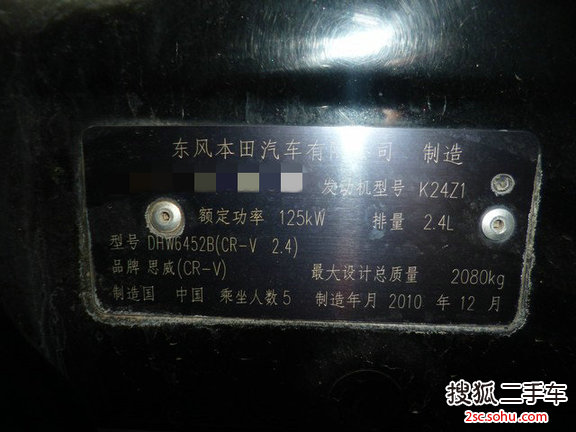 东风本田汽车有限公司 制造
发动机型号 K24Z1
额定功率 125kW 排量 2.4L
型号 DHW6452B(CR-V 2.4)
品牌 思威(CR-V) 最大设计总质量 2080kg
制造国 中国 乘坐人数 5 制造年月 2010 年 12 月
搜狐二手车
2sc.sohu.com